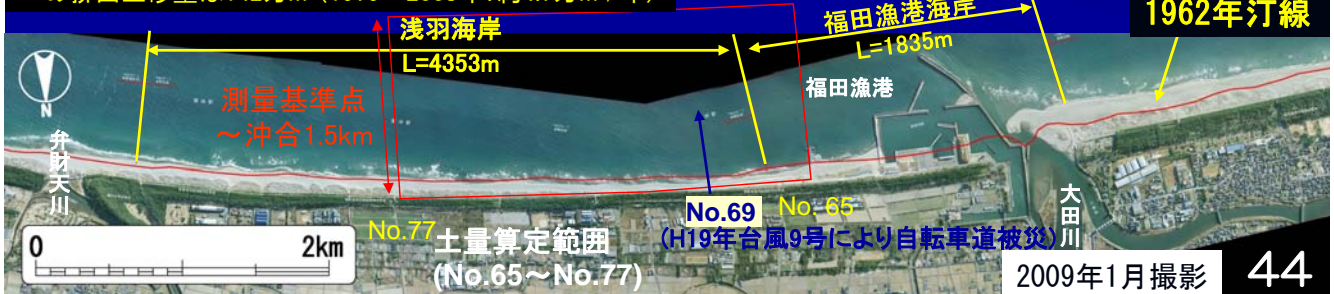 浅羽海岸
L=4353m
福田漁港海岸
L=1835m
1962年汀線
福田漁港
測量基準点
～沖合1.5km
N
弁財天川
大田川
No.77
土量算定範囲
(No.65～No.77)
No.69
No. 65
(H19年台風9号により自転車道被災)
0
2km
2009年1月撮影
44